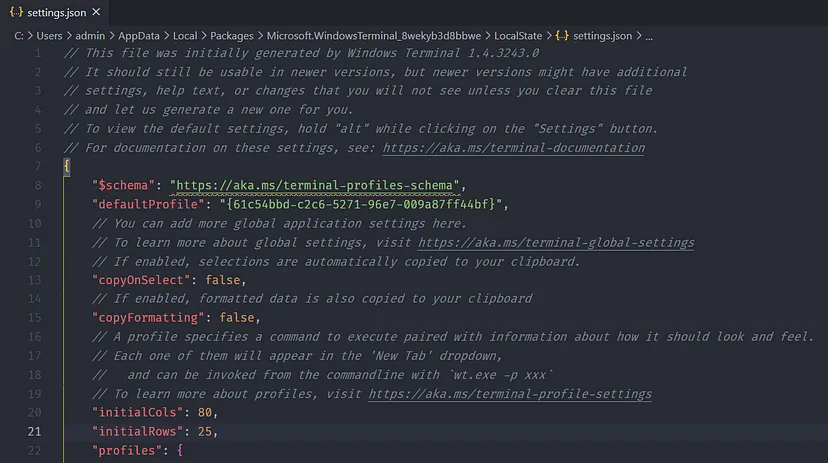 {..} settings.json ×
C: > Users > admin > AppData > Local > Packages > Microsoft.WindowsTerminal_8wekyb3d8bbwe > LocalState > {..} settings.json > ...
1 // This file was initially generated by Windows Terminal 1.4.3243.0
2 // It should still be usable in newer versions, but newer versions might have additional
3 // settings, help text, or changes that you will not see unless you clear this file
4 // and let us generate a new one for you.
5 // To view the default settings, hold "alt" while clicking on the "Settings" button.
6 // For documentation on these settings, see: https://aka.ms/terminal-documentation
7 {
8 "$schema": "https://aka.ms/terminal-profiles-schema",
9 "defaultProfile": "{61c54bbd-c2c6-5271-96e7-009a87ff44bf}",
10 // You can add more global application settings here.
11 // To learn more about global settings, visit https://aka.ms/terminal-global-settings
12 // If enabled, selections are automatically copied to your clipboard.
13 "copyOnSelect": false,
14 // If enabled, formatted data is also copied to your clipboard
15 "copyFormatting": false,
16 // A profile specifies a command to execute paired with information about how it should look and feel.
17 // Each one of them will appear in the 'New Tab' dropdown,
18 //   and can be invoked from the commandline with `wt.exe -p xxx`
19 // To learn more about profiles, visit https://aka.ms/terminal-profile-settings
20 "initialCols": 80,
21 "initialRows": 25,
22 "profiles": {